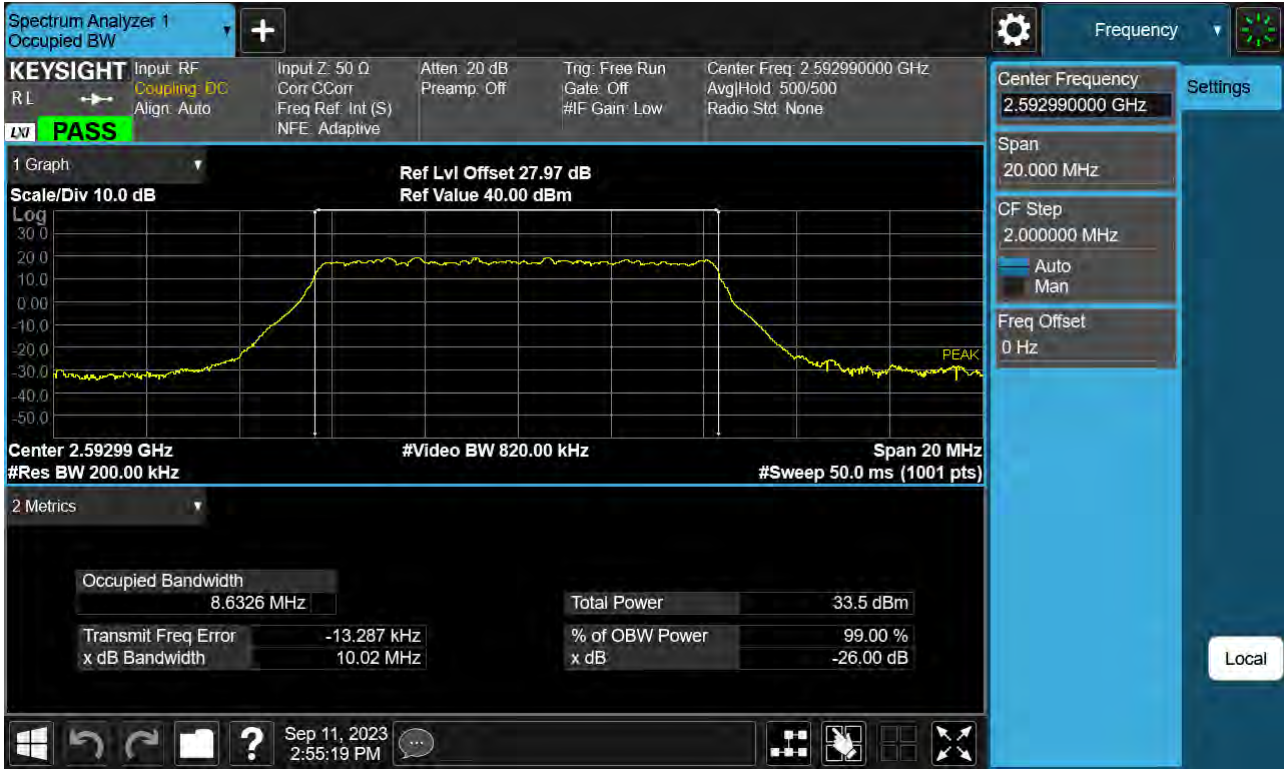 Spectrum Analyzer 1
Occupied BW
Frequency
KEYSIGHT
R L
LXI
PASS
Input: RF
Coupling: DC
Align: Auto
Input Z: 50 Ω
Corr CCorr
Freq Ref: Int (S)
NFE: Adaptive
Atten: 20 dB
Preamp: Off
Trig: Free Run
Gate: Off
#IF Gain: Low
Center Freq: 2.592990000 GHz
Avg|Hold: 500/500
Radio Std: None
1 Graph
Scale/Div 10.0 dB
Ref Lvl Offset 27.97 dB
Ref Value 40.00 dBm
Log
30.0
20.0
10.0
0.00
-10.0
-20.0
-30.0
-40.0
-50.0
PEAK
Center 2.59299 GHz
#Video BW 820.00 kHz
Span 20 MHz
#Res BW 200.00 kHz
#Sweep 50.0 ms (1001 pts)
2 Metrics
Occupied Bandwidth
8.6326 MHz
Total Power 33.5 dBm
Transmit Freq Error -13.287 kHz
% of OBW Power 99.00 %
x dB Bandwidth 10.02 MHz
x dB -26.00 dB
Center Frequency
2.592990000 GHz
Settings
Span
20.000 MHz
CF Step
2.000000 MHz
Auto
Man
Freq Offset
0 Hz
Local
?
Sep 11, 2023
2:55:19 PM